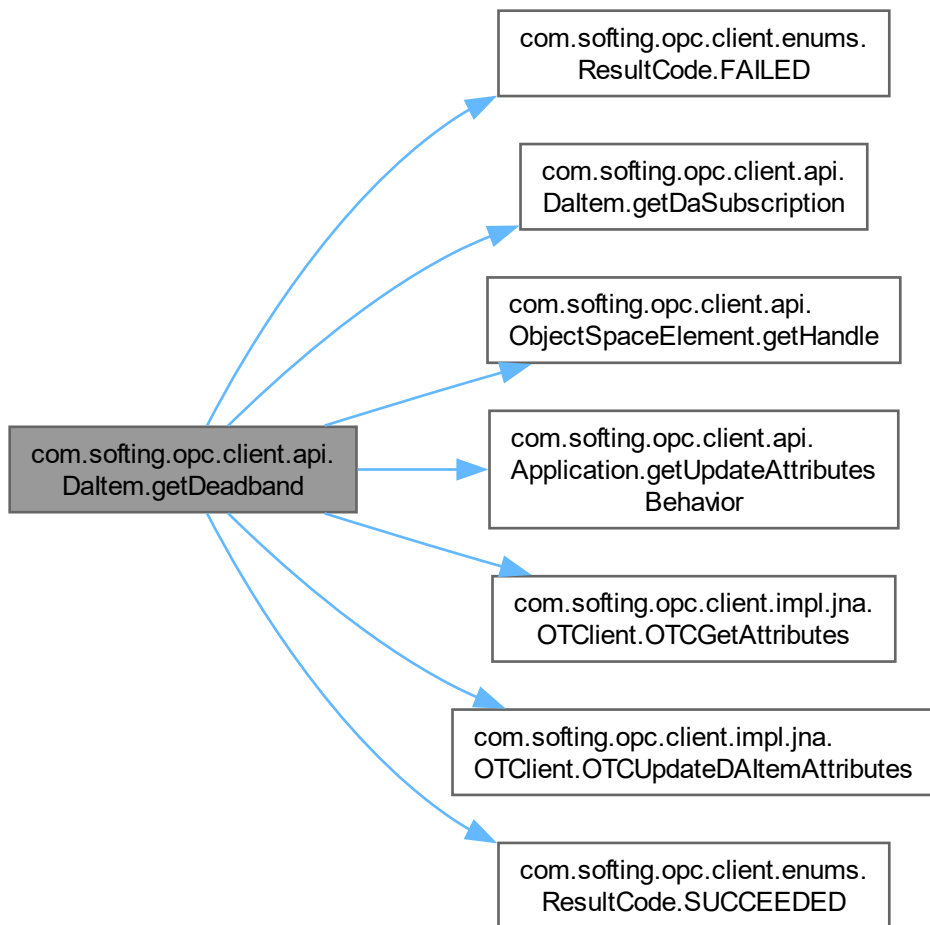 com.softing.opc.client.enums.
ResultCode.FAILED
com.softing.opc.client.api.
DaItem.getDaSubscription
com.softing.opc.client.api.
ObjectSpaceElement.getHandle
com.softing.opc.client.api.
DaItem.getDeadband
com.softing.opc.client.api.
Application.getUpdateAttributes
Behavior
com.softing.opc.client.impl.jna.
OTClient.OTCGetAttributes
com.softing.opc.client.impl.jna.
OTClient.OTCUpdateDAItemAttributes
com.softing.opc.client.enums.
ResultCode.SUCCEEDED